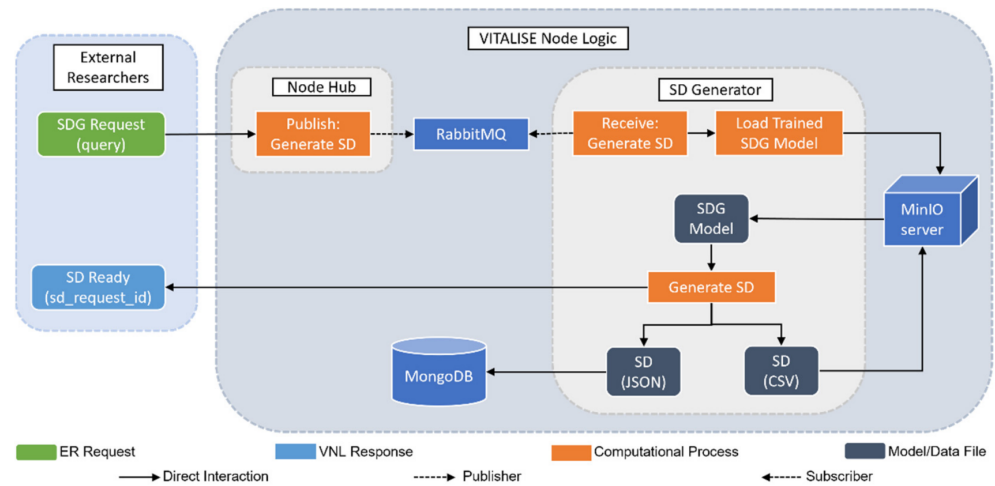 External
Researchers
VITALISE Node Logic
Node Hub
SD Generator
SDG Request
(query)
Publish:
Generate SD
RabbitMQ
Receive:
Generate SD
Load Trained
SDG Model
SDG
Model
MinIO
server
SD Ready
(sd_request_id)
Generate SD
MongoDB
SD
(JSON)
SD
(CSV)
ER Request
VNL Response
Computational Process
Model/Data File
Direct Interaction
Publisher
Subscriber